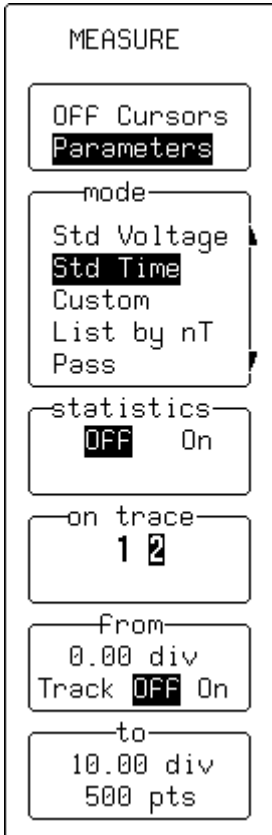 MEASURE
OFF Cursors
Parameters
mode
Std Voltage
Std Time
Custom
List by nT
Pass
statistics
OFF On
on trace
1 2
from
0.00 div
Track OFF On
to
10.00 div
500 pts